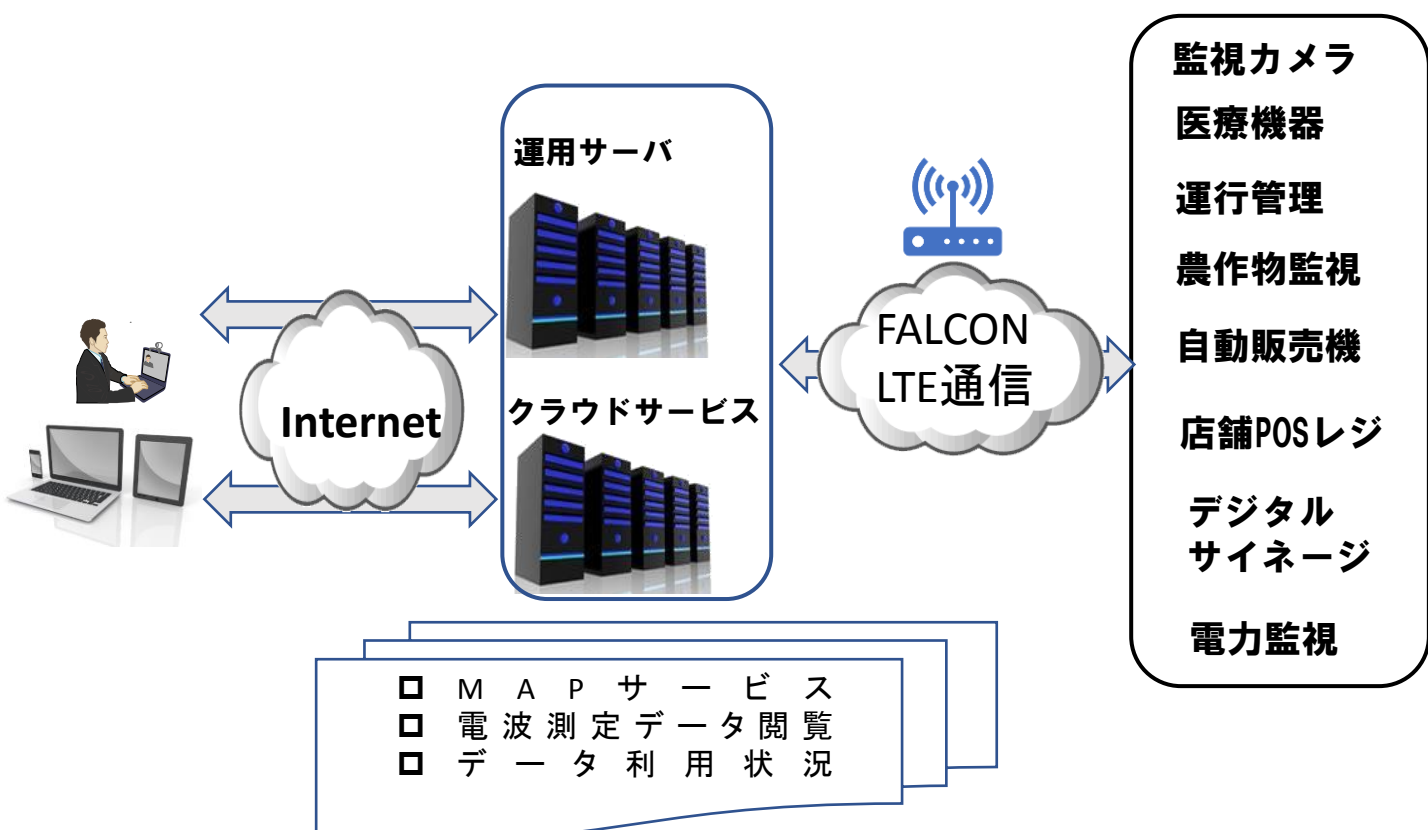 運用サーバ
クラウドサービス
Internet
FALCON
LTE通信
監視カメラ
医療機器
運行管理
農作物監視
自動販売機
店舗POSレジ
デジタル
サイネージ
電力監視
MAPサービス
電波測定データ閲覧
データ利用状況